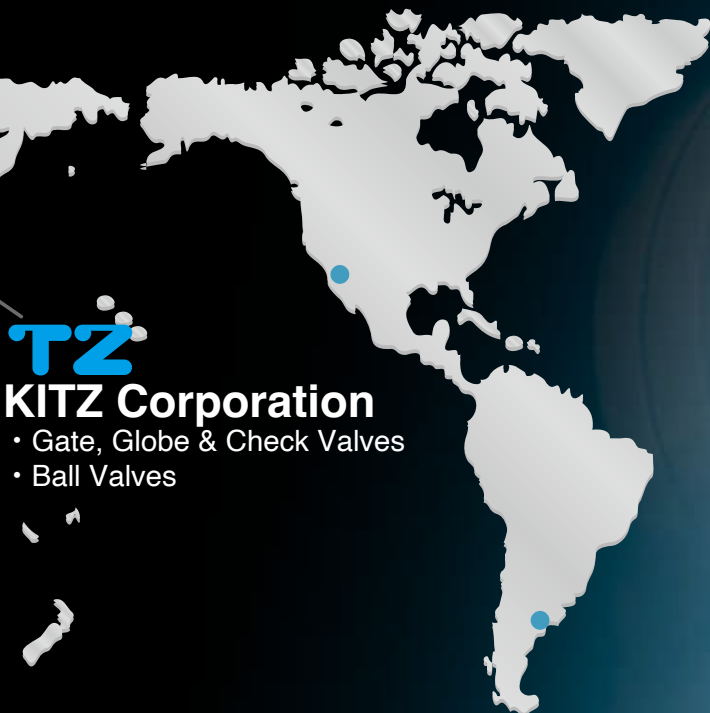 TZ
KITZ Corporation
・Gate, Globe & Check Valves
・Ball Valves